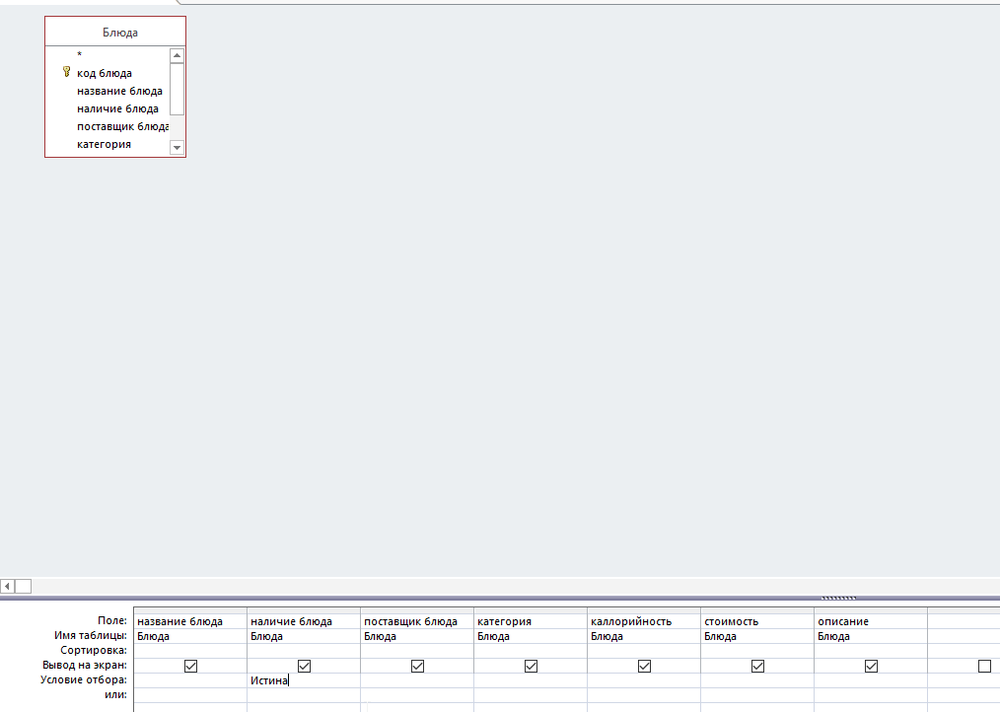 Блюда
*
код блюда
название блюда
наличие блюда
поставщик блюда
категория
Поле: название блюда наличие блюда поставщик блюда категория каллорийность стоимость описание
Имя таблицы: Блюда Блюда Блюда Блюда Блюда Блюда Блюда
Сортировка:
Вывод на экран:
Условие отбора: Истина
или: